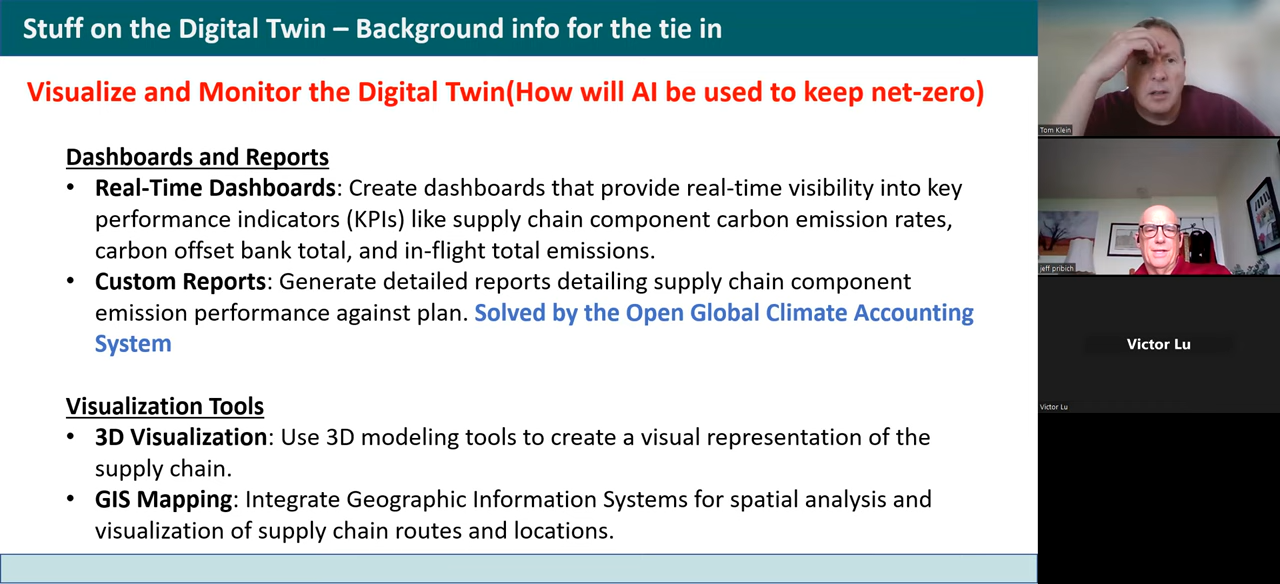 Stuff on the Digital Twin – Background info for the tie in
Visualize and Monitor the Digital Twin(How will AI be used to keep net-zero)
Dashboards and Reports
• Real-Time Dashboards: Create dashboards that provide real-time visibility into key
performance indicators (KPIs) like supply chain component carbon emission rates,
carbon offset bank total, and in-flight total emissions.
• Custom Reports: Generate detailed reports detailing supply chain component
emission performance against plan. Solved by the Open Global Climate Accounting
System
Visualization Tools
• 3D Visualization: Use 3D modeling tools to create a visual representation of the
supply chain.
• GIS Mapping: Integrate Geographic Information Systems for spatial analysis and
visualization of supply chain routes and locations.
Tom Klein
jeff pribich
Victor Lu
Victor Lu